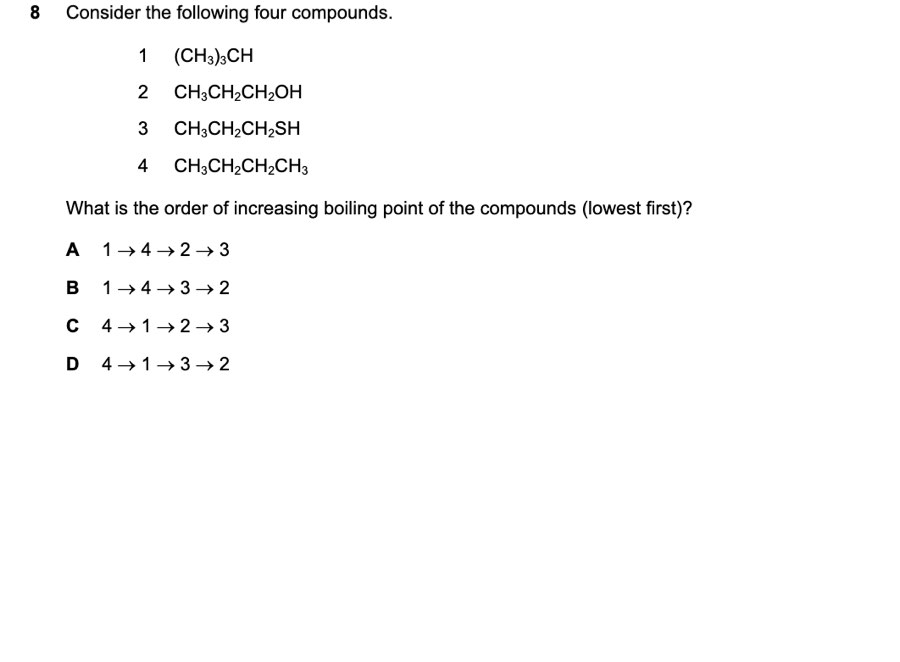 8 Consider the following four compounds.
1 (CH₃)₃CH
2 CH₃CH₂CH₂OH
3 CH₃CH₂CH₂SH
4 CH₃CH₂CH₂CH₃
What is the order of increasing boiling point of the compounds (lowest first)?
A 1 → 4 → 2 → 3
B 1 → 4 → 3 → 2
C 4 → 1 → 2 → 3
D 4 → 1 → 3 → 2